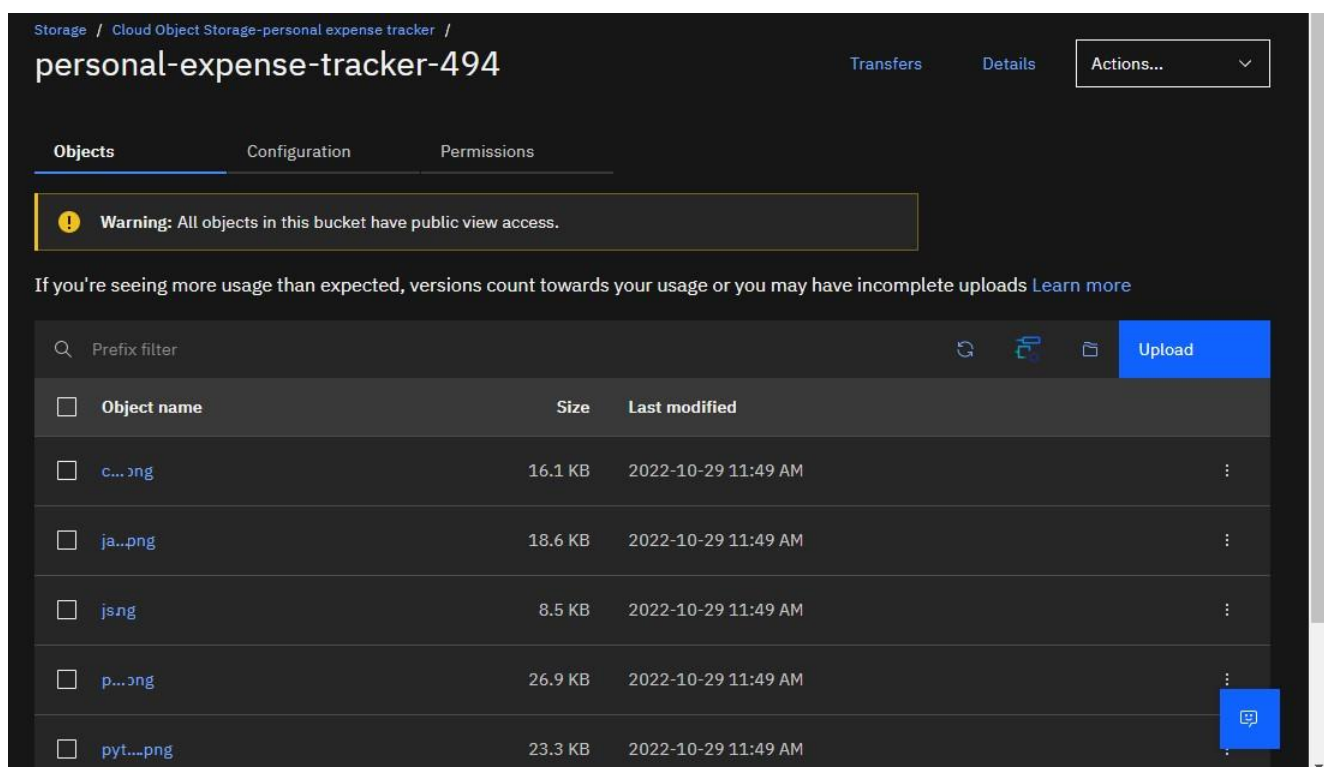 Storage / Cloud Object Storage-personal expense tracker /
personal-expense-tracker-494
Transfers Details Actions...
Objects Configuration Permissions
Warning: All objects in this bucket have public view access.
If you're seeing more usage than expected, versions count towards your usage or you may have incomplete uploads Learn more
Prefix filter Upload
Object name Size Last modified
c... 16.1 KB 2022-10-29 11:49 AM
ja...png 18.6 KB 2022-10-29 11:49 AM
8.5 KB 2022-10-29 11:49 AM
p... 26.9 KB 2022-10-29 11:49 AM
pyt....png 23.3 KB 2022-10-29 11:49 AM